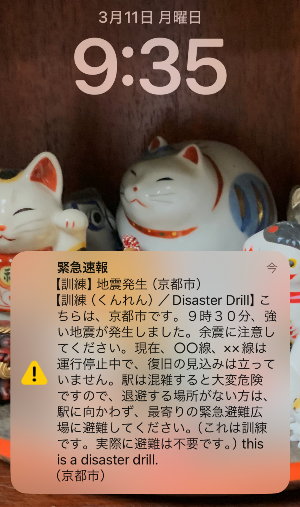 3月11日 月曜日
9:35
緊急速報
今
【訓練】地震発生（京都市）
【訓練（くんれん）／Disaster Drill】こ
ちらは、京都市です。９時３０分、強
い地震が発生しました。余震に注意し
てください。現在、〇〇線、××線は
運行停止中で、復旧の見込みは立って
いません。駅は混雑すると大変危険
ですので、退避する場所がない方は、
駅に向かわず、最寄りの緊急避難広
場に避難してください。（これは訓練
です。実際に避難は不要です。）this
is a disaster drill.
（京都市）